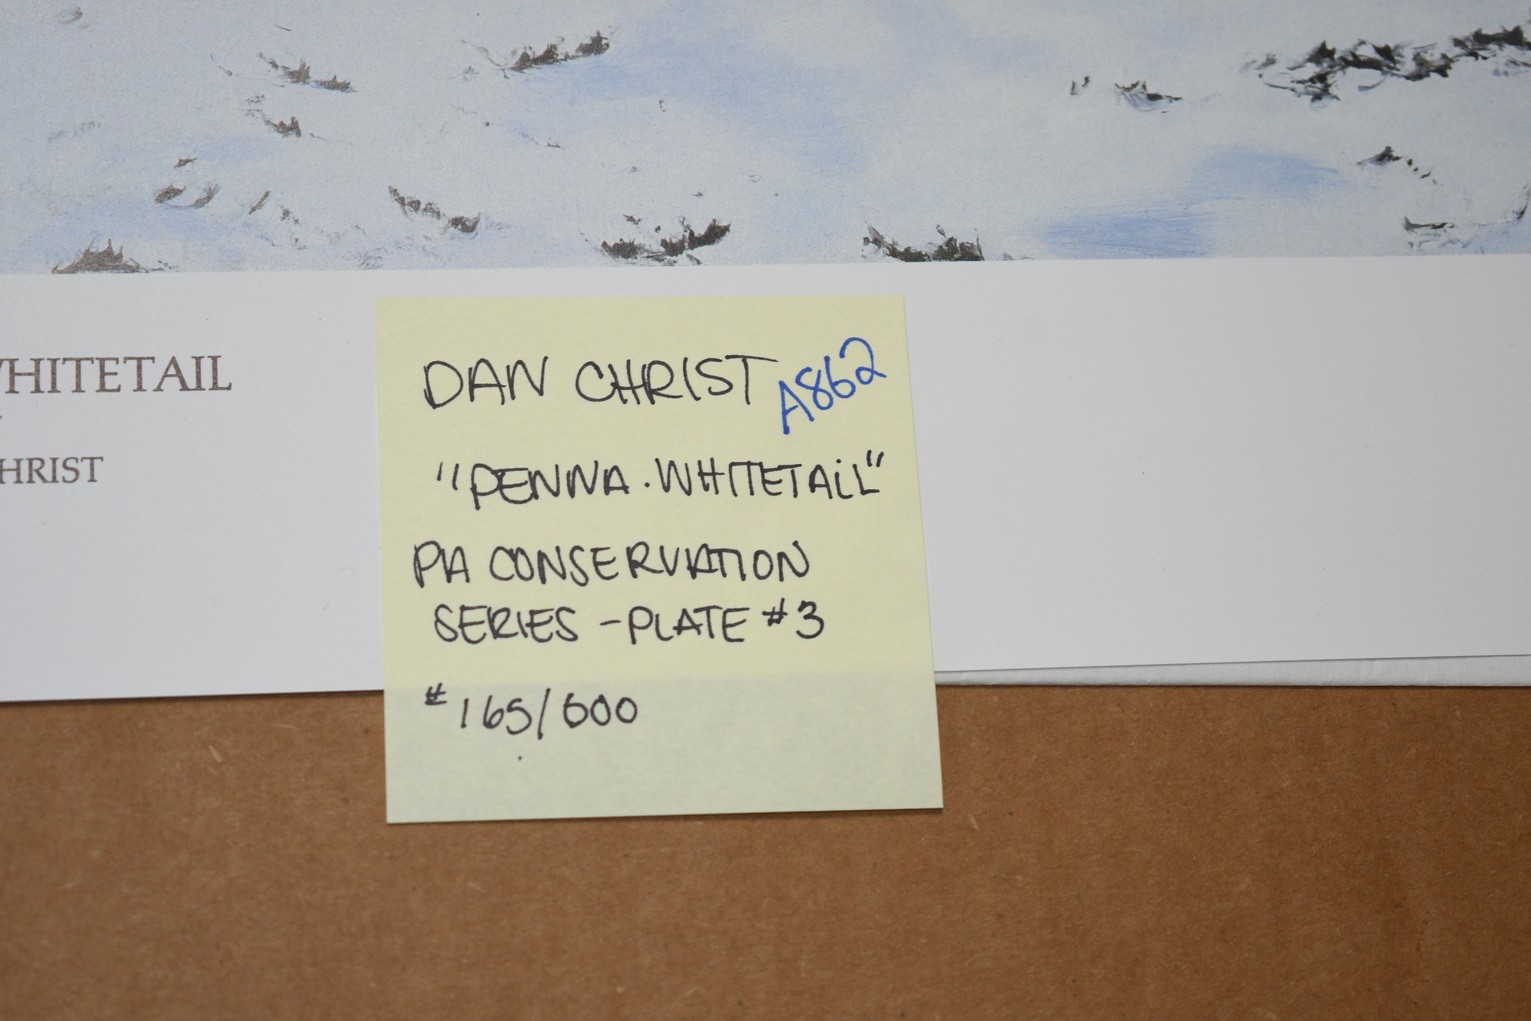 HITETAIL
HRIST
DAN CHRIST A862
"PENNA. WHITETAIL"
PA CONSERVATION
SERIES - PLATE #3
# 165/600